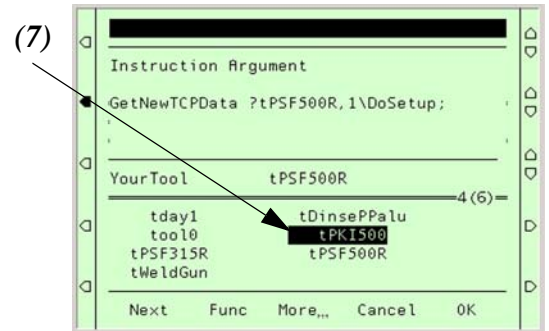 (7)
Instruction Argument
GetNewTCPData ?tPSF500R,1\DoSetup;
YourTool tPSF500R
4(6)
tday1 tDinsePPalu
tool0 tPKI500
tPSF315R tPSF500R
tWeldGun
Next Func More,,, Cancel OK